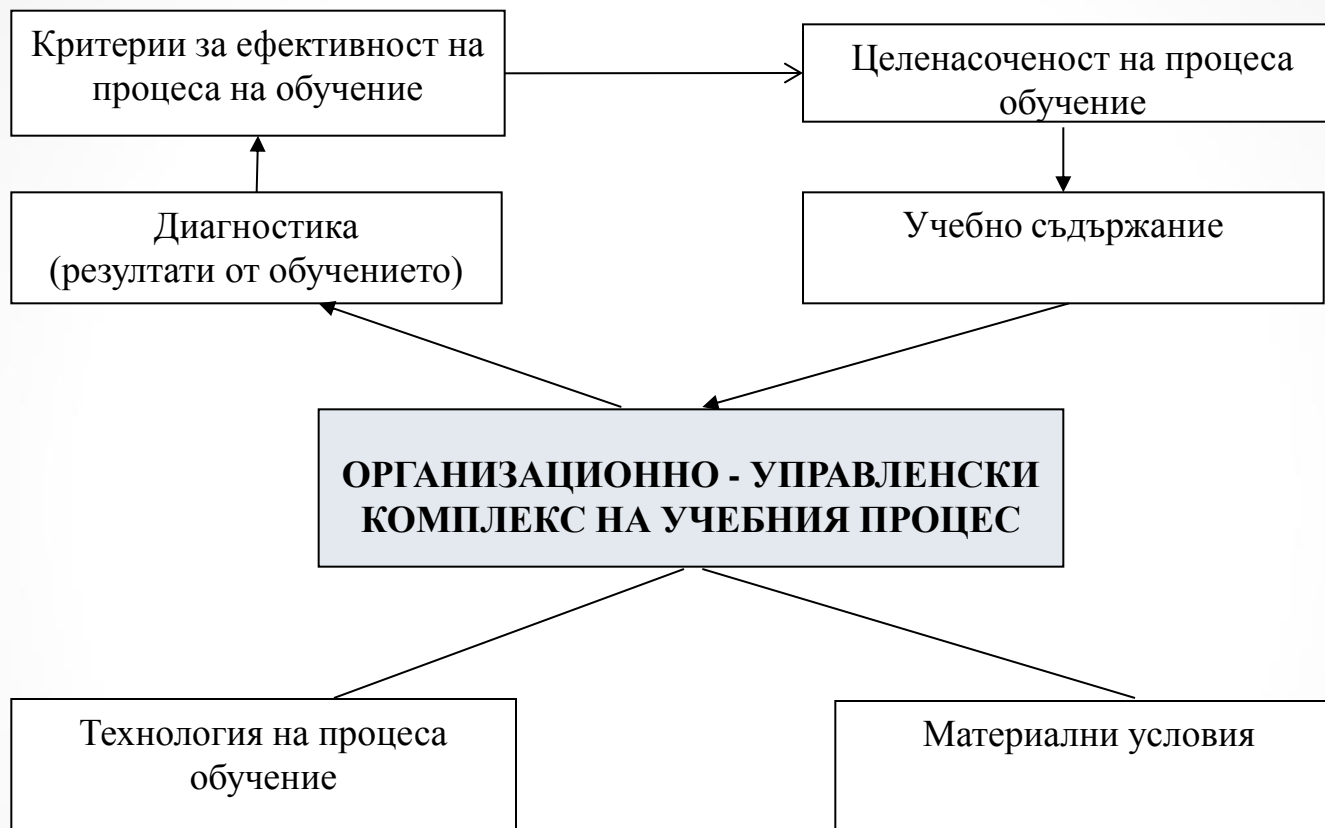 Критерии за ефективност на
процеса на обучение
Целенасоченост на процеса
обучение
Диагностика
(резултати от обучението)
Учебно съдържание
ОРГАНИЗАЦИОННО - УПРАВЛЕНСКИ
КОМПЛЕКС НА УЧЕБНИЯ ПРОЦЕС
Технология на процеса
обучение
Материални условия